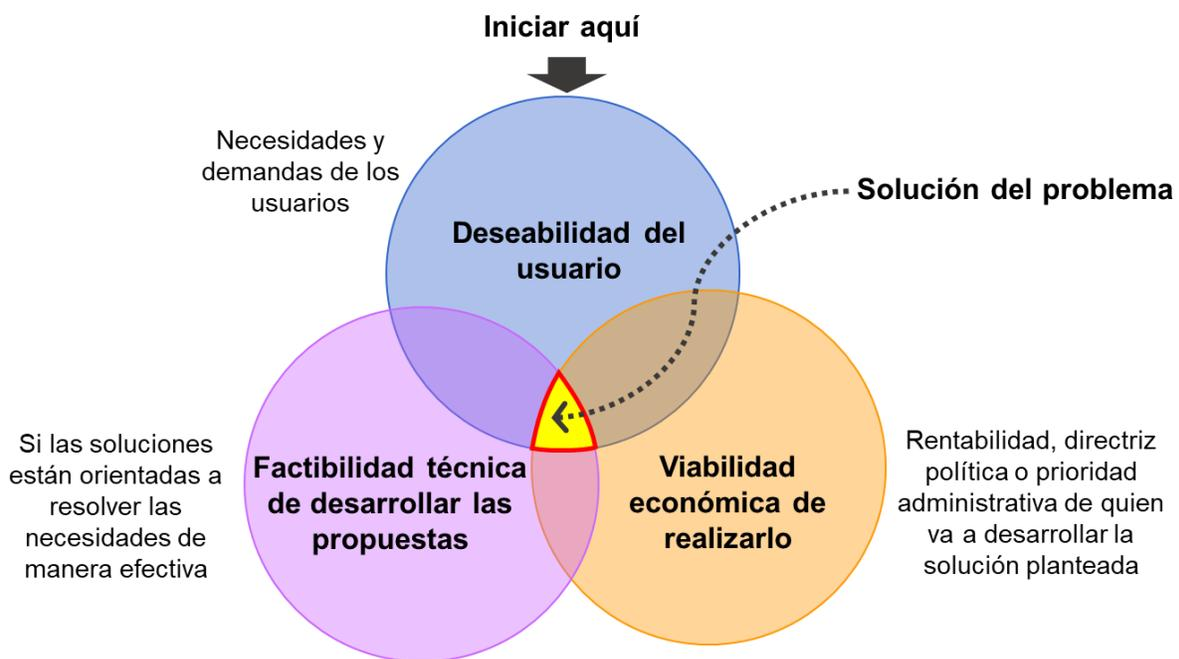 Iniciar aquí
Necesidades y
demandas de los
usuarios
Solución del problema
Deseabilidad del
usuario
Si las soluciones
están orientadas a
resolver las
necesidades de
manera efectiva
Factibilidad técnica
de desarrollar las
propuestas
Viabilidad
económica de
realizarlo
Rentabilidad, directriz
política o prioridad
administrativa de quien
va a desarrollar la
solución planteada